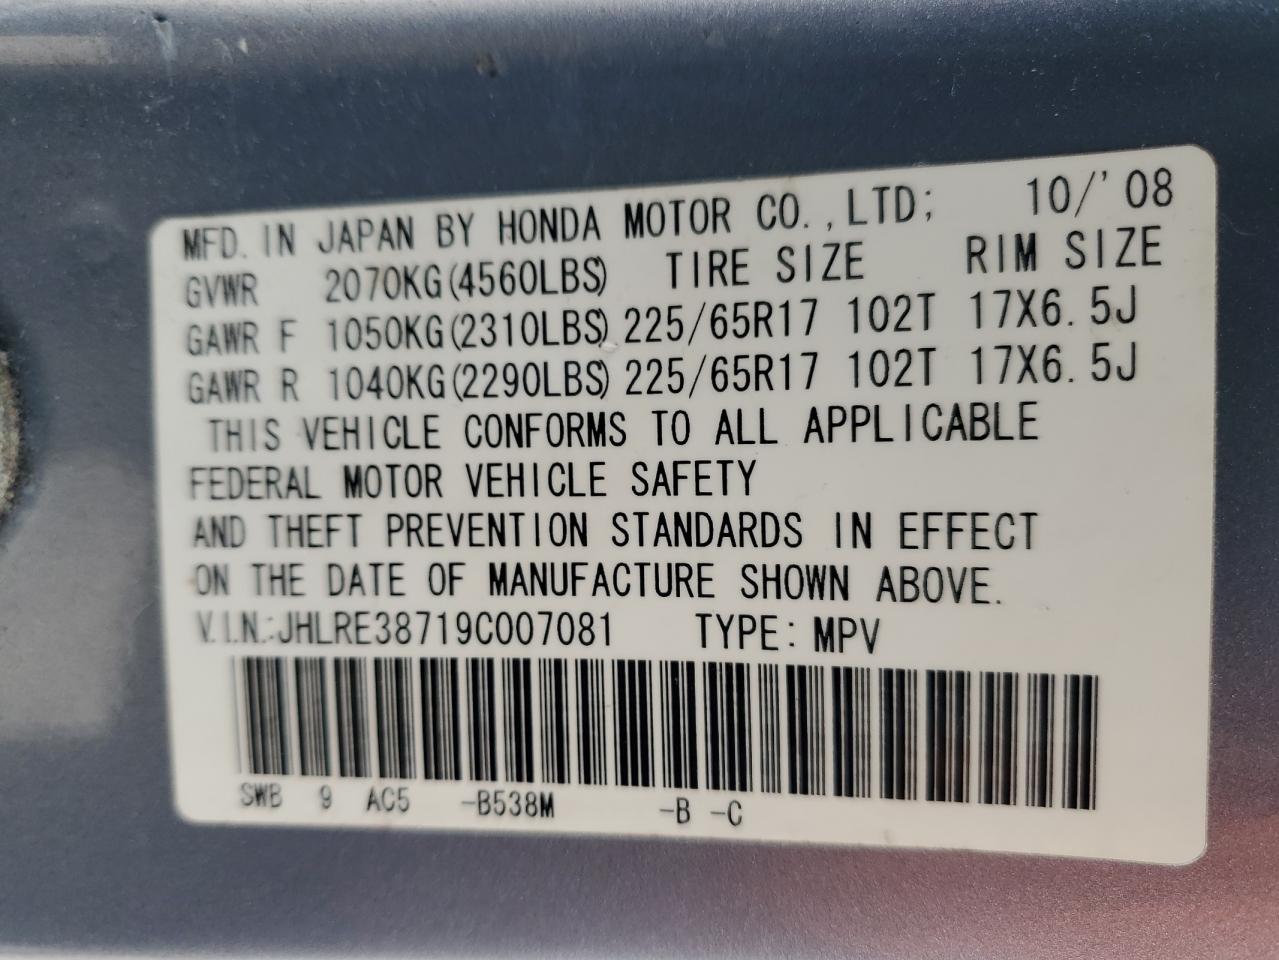 MFD. IN JAPAN BY HONDA MOTOR CO., LTD; 10/'08
GVWR 2070KG(4560LBS) TIRE SIZE RIM SIZE
GAWR F 1050KG(2310LBS) 225/65R17 102T 17X6.5J
GAWR R 1040KG(2290LBS) 225/65R17 102T 17X6.5J
THIS VEHICLE CONFORMS TO ALL APPLICABLE
FEDERAL MOTOR VEHICLE SAFETY
AND THEFT PREVENTION STANDARDS IN EFFECT
ON THE DATE OF MANUFACTURE SHOWN ABOVE.
V.I.N.:JHLRE38719C007081 TYPE: MPV
SWB 9 AC5 -B538M -B -C